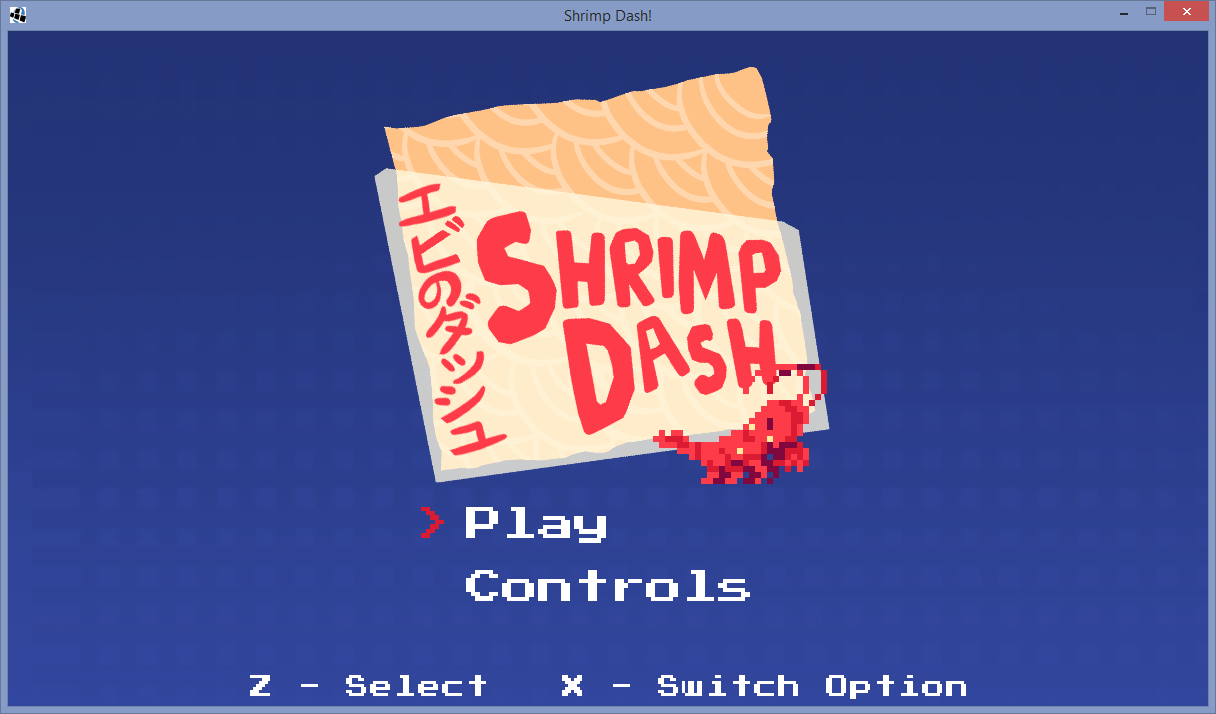 Shrimp Dash!
エビのダッシュ
SHRIMP
DASH
> Play
Controls
Z - Select X - Switch Option